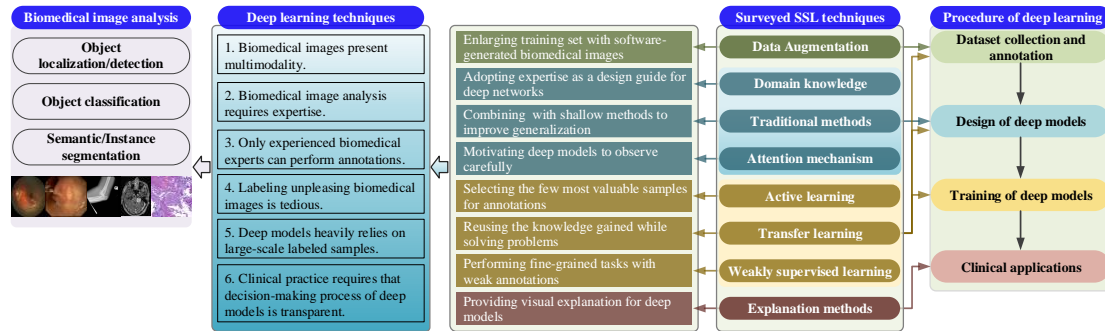 Biomedical image analysis
Object
localization/detection
Object classification
Semantic/Instance
segmentation
Deep learning techniques
1. Biomedical images present
multimodality.
2. Biomedical image analysis
requires expertise.
3. Only experienced biomedical
experts can perform annotations.
4. Labeling unpleasing biomedical
images is tedious.
5. Deep models heavily relies on
large-scale labeled samples.
6. Clinical practice requires that
decision-making process of deep
models is transparent.
Enlarging training set with software-
generated biomedical images
Adopting expertise as a design guide for
deep networks
Combining with shallow methods to
improve generalization
Motivating deep models to observe
carefully
Selecting the few most valuable samples
for annotations
Reusing the knowledge gained while
solving problems
Performing fine-grained tasks with
weak annotations
Providing visual explanation for deep
models
Surveyed SSL techniques
Data Augmentation
Domain knowledge
Traditional methods
Attention mechanism
Active learning
Transfer learning
Weakly supervised learning
Explanation methods
Procedure of deep learning
Dataset collection and
annotation
Design of deep models
Training of deep models
Clinical applications